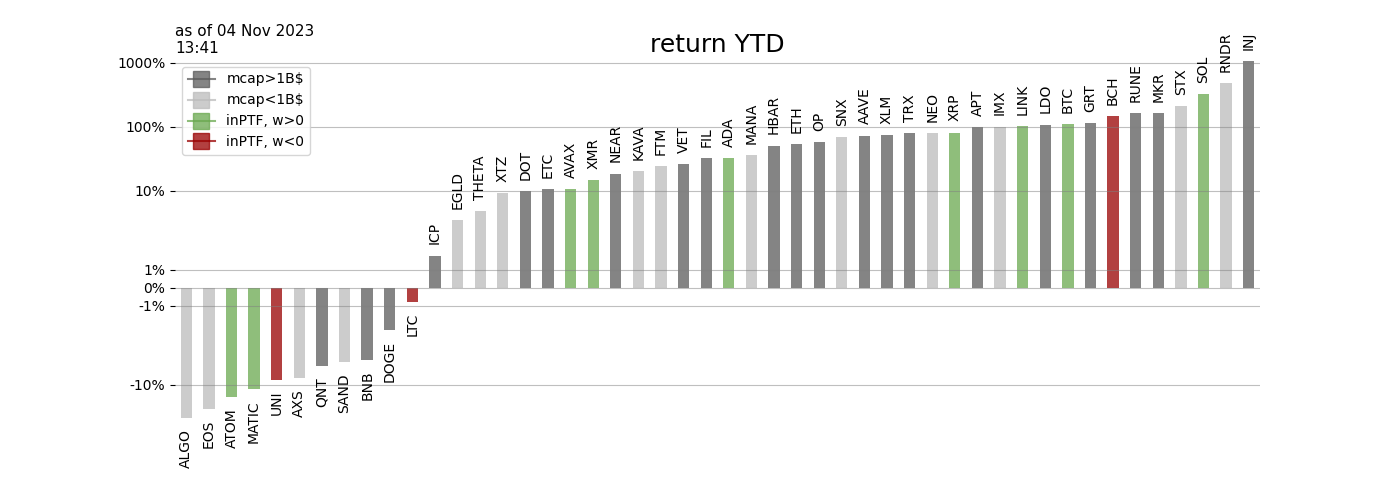 as of 04 Nov 2023
13:41
return YTD
1000%
100%
10%
1%
0%
-1%
-10%
mcap>1B$
mcap<1B$
inPTF, w>0
inPTF, w<0
ALGO
EOS
ATOM
MATIC
UNI
AXS
QNT
SAND
BNB
DOGE
LTC
ICP
EGLD
THETA
XTZ
DOT
ETC
AVAX
XMR
NEAR
KAVA
FTM
VET
FIL
ADA
MANA
HBAR
ETH
OP
SNX
AAVE
XLM
TRX
NEO
XRP
APT
IMX
LINK
LDO
BTC
GRT
BCH
RUNE
MKR
STX
SOL
RNDR
INJ